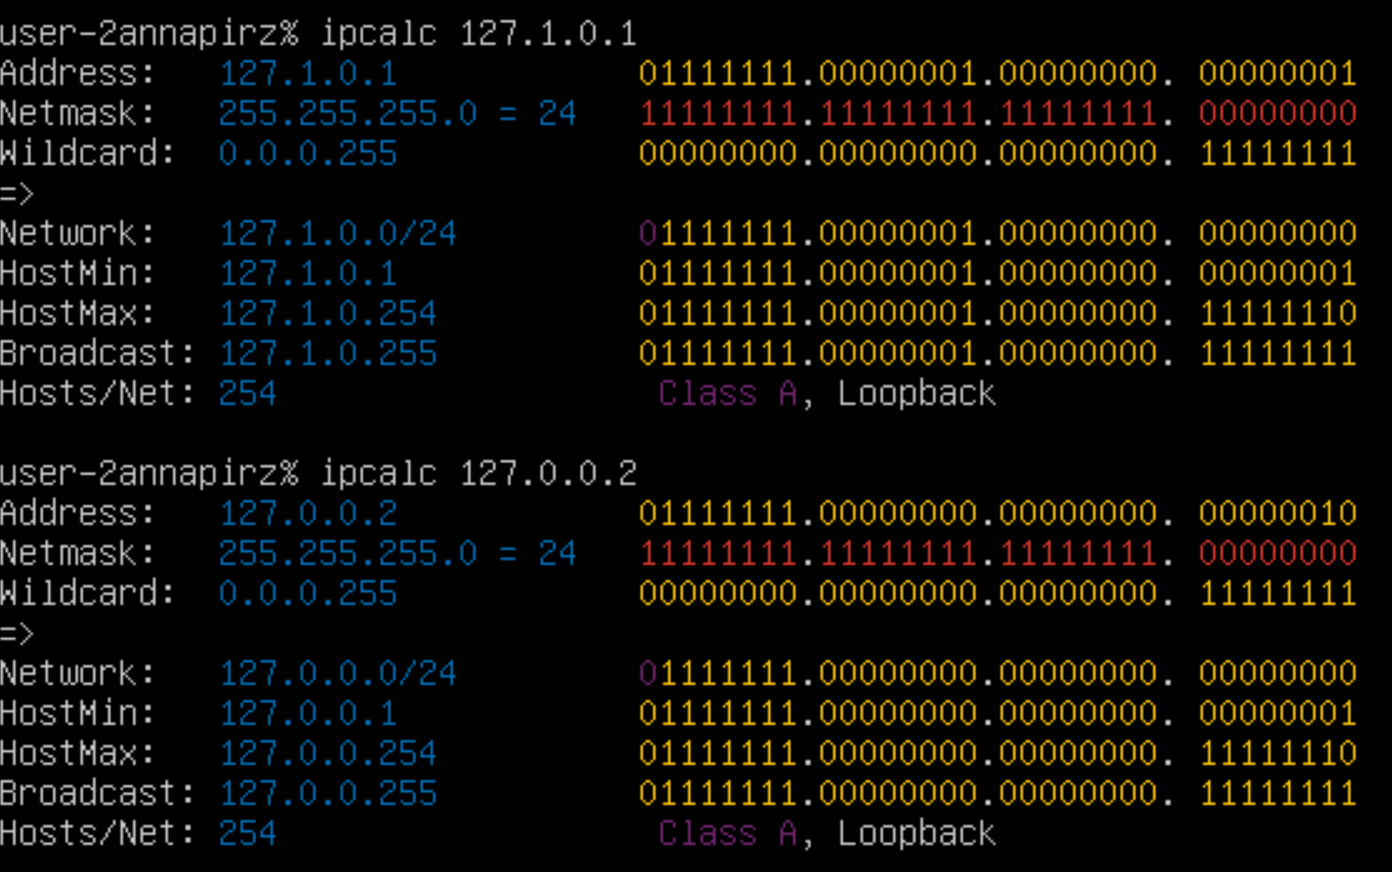 user-2annapirz% ipcalc 127.1.0.1
Address:   127.1.0.1            01111111.00000001.00000000. 00000001
Netmask:   255.255.255.0 = 24   11111111.11111111.11111111. 00000000
Wildcard:  0.0.0.255            00000000.00000000.00000000. 11111111
=>
Network:   127.1.0.0/24         01111111.00000001.00000000. 00000000
HostMin:   127.1.0.1            01111111.00000001.00000000. 00000001
HostMax:   127.1.0.254          01111111.00000001.00000000. 11111110
Broadcast: 127.1.0.255          01111111.00000001.00000000. 11111111
Hosts/Net: 254                   Class A, Loopback

user-2annapirz% ipcalc 127.0.0.2
Address:   127.0.0.2            01111111.00000000.00000000. 00000010
Netmask:   255.255.255.0 = 24   11111111.11111111.11111111. 00000000
Wildcard:  0.0.0.255            00000000.00000000.00000000. 11111111
=>
Network:   127.0.0.0/24         01111111.00000000.00000000. 00000000
HostMin:   127.0.0.1            01111111.00000000.00000000. 00000001
HostMax:   127.0.0.254          01111111.00000000.00000000. 11111110
Broadcast: 127.0.0.255          01111111.00000000.00000000. 11111111
Hosts/Net: 254                   Class A, Loopback